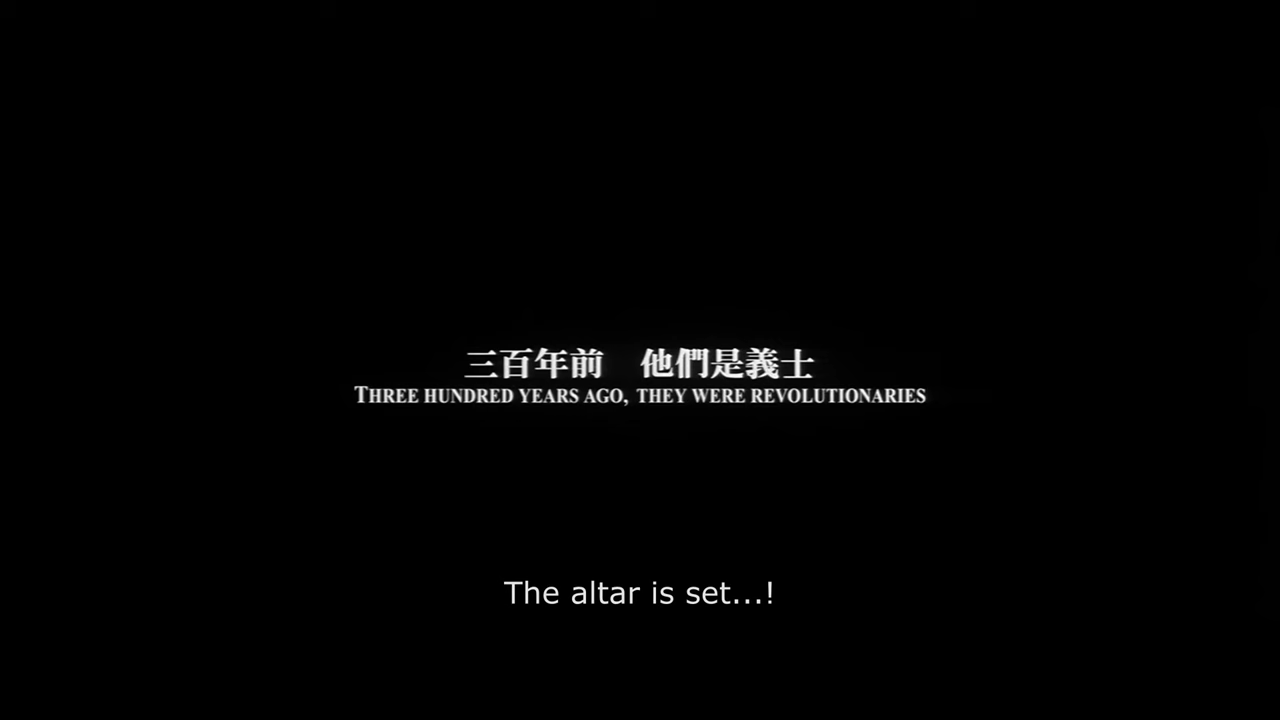 三百年前　他們是義士
THREE HUNDRED YEARS AGO, THEY WERE REVOLUTIONARIES
The altar is set...!